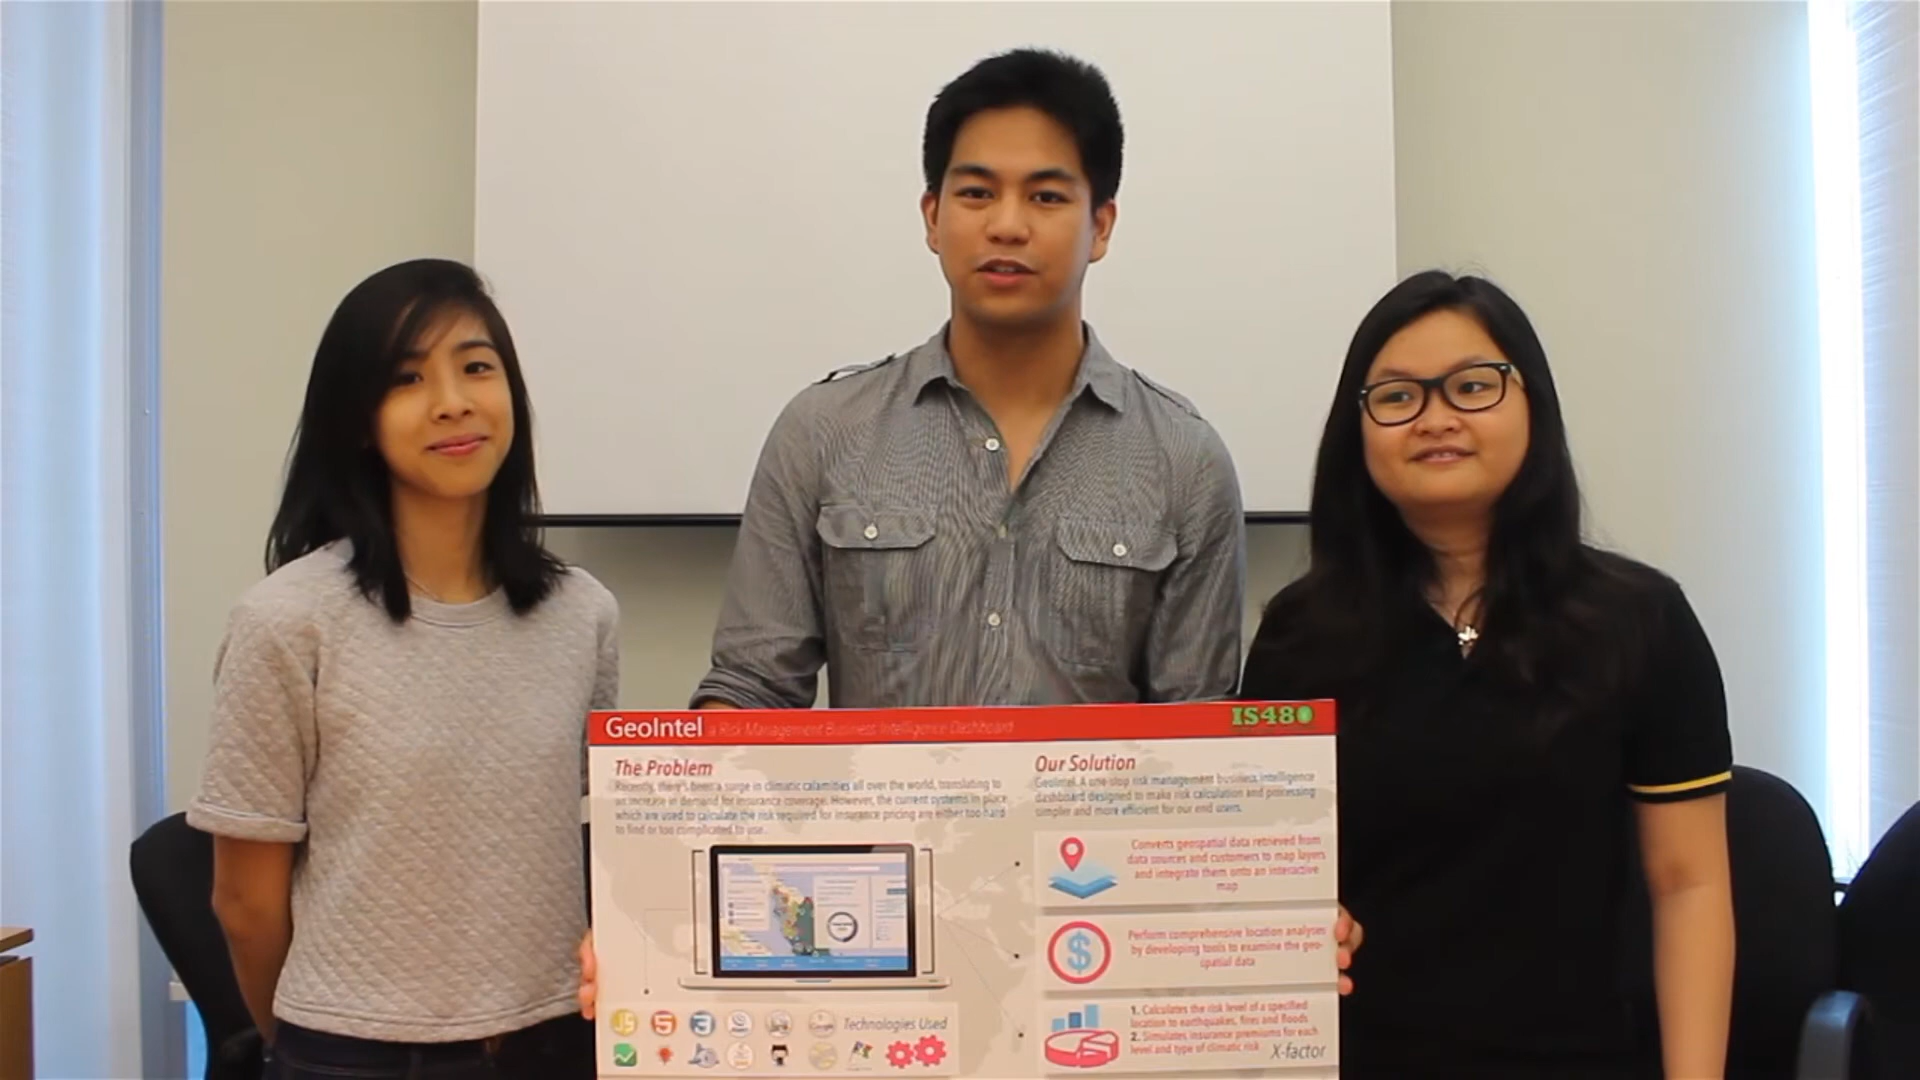 GeoIntel a Risk Management Business Intelligence Dashboard
IS480
The Problem
Recently, there's been a surge in climatic calamities all over the world, translating to
an increase in demand for insurance coverage. However, the current systems in place
which are used to calculate the risk required for insurance pricing are either too hard
to find or too complicated to use.
Our Solution
GeoIntel. A one-stop risk management business intelligence
dashboard designed to make risk calculation and processing
simpler and more efficient for our end users.
Converts geospatial data retrieved from
data sources and customers to map layers
and integrate them onto an interactive
map
Perform comprehensive location analyses
by developing tools to examine the geo-
spatial data
1. Calculates the risk level of a specified
location to earthquakes, fires and floods
2. Simulates insurance premiums for each
level and type of climatic risk
X-factor
Technologies Used